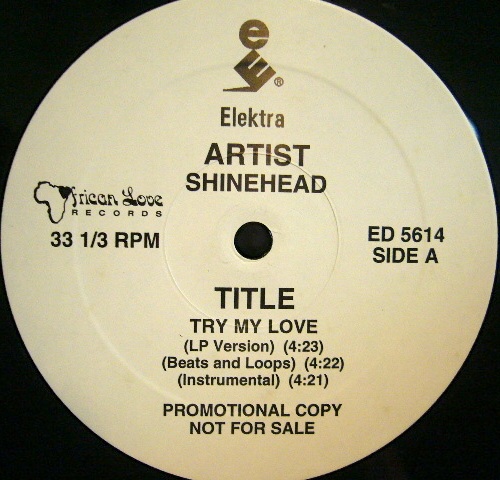 e
®
Elektra
ARTIST
SHINEHEAD
African Love
RECORDS
33 1/3 RPM
ED 5614
SIDE A
TITLE
TRY MY LOVE
(LP Version) (4:23)
(Beats and Loops) (4:22)
(Instrumental) (4:21)
PROMOTIONAL COPY
NOT FOR SALE